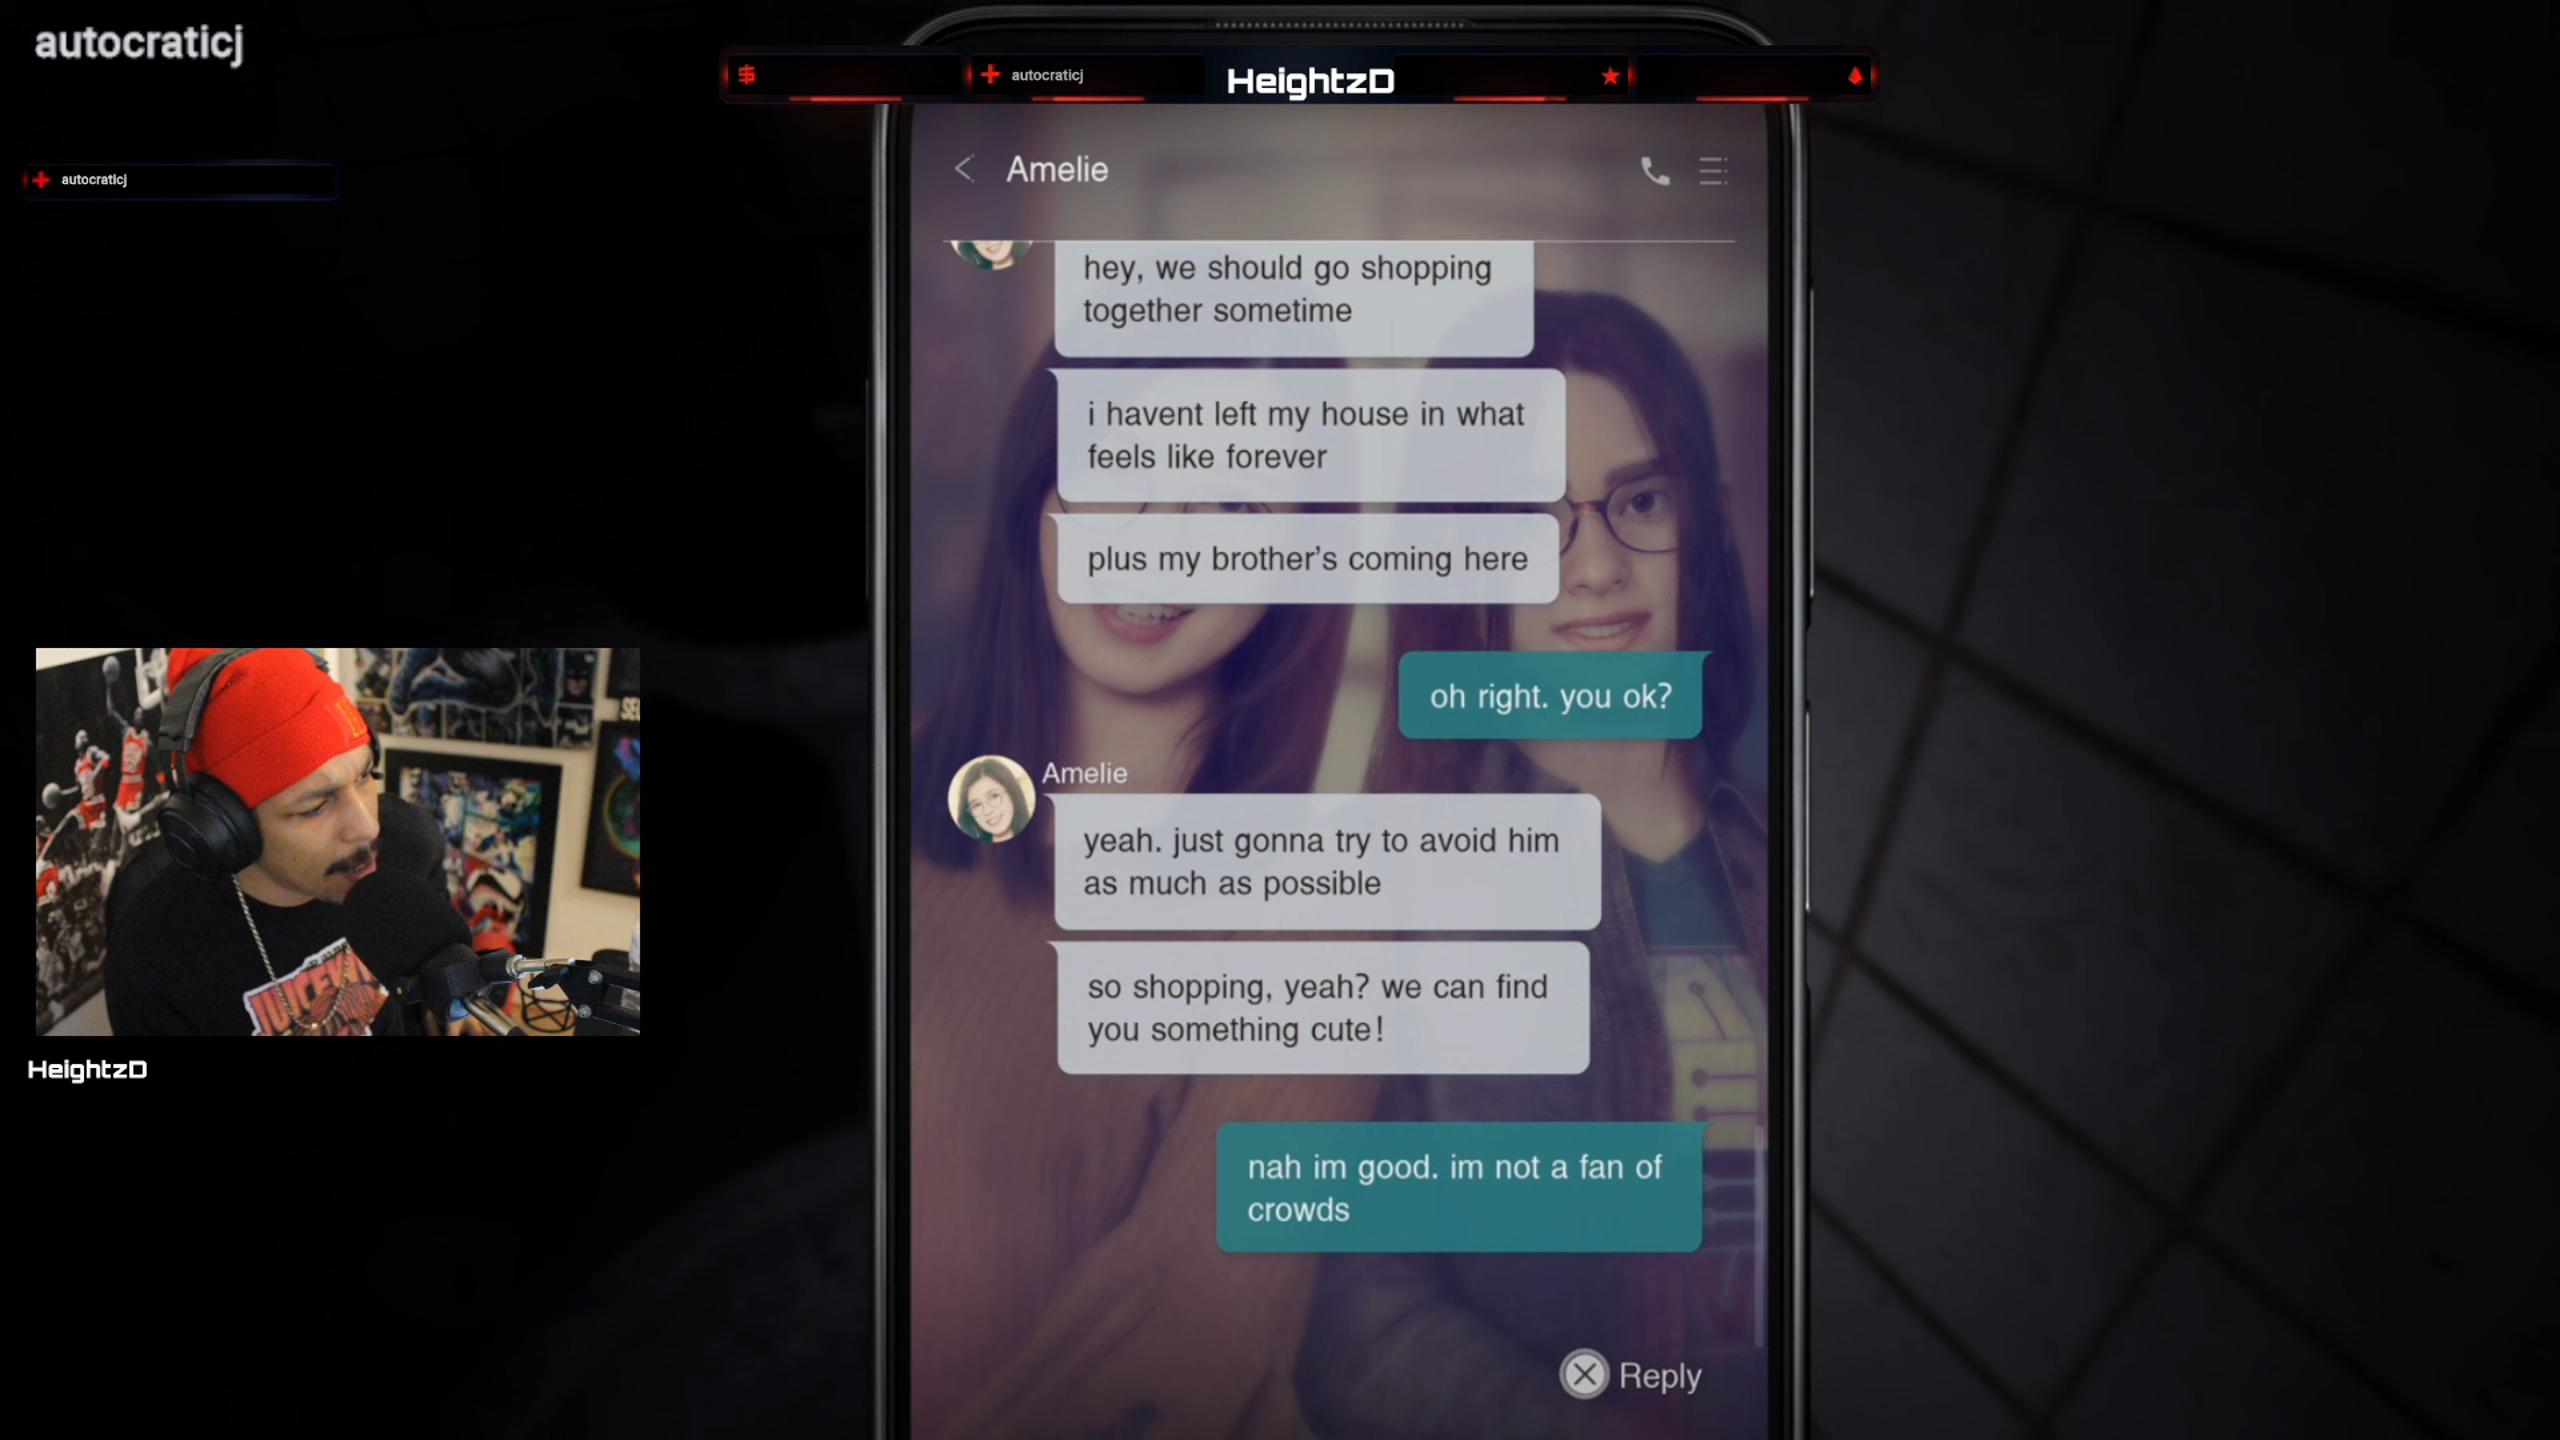 autocraticj
autocraticj
HeightzD
autocraticj
Amelie
hey, we should go shopping
together sometime
i havent left my house in what
feels like forever
plus my brother's coming here
oh right. you ok?
Amelie
yeah. just gonna try to avoid him
as much as possible
so shopping, yeah? we can find
you something cute!
nah im good. im not a fan of
crowds
Reply
HeightzD